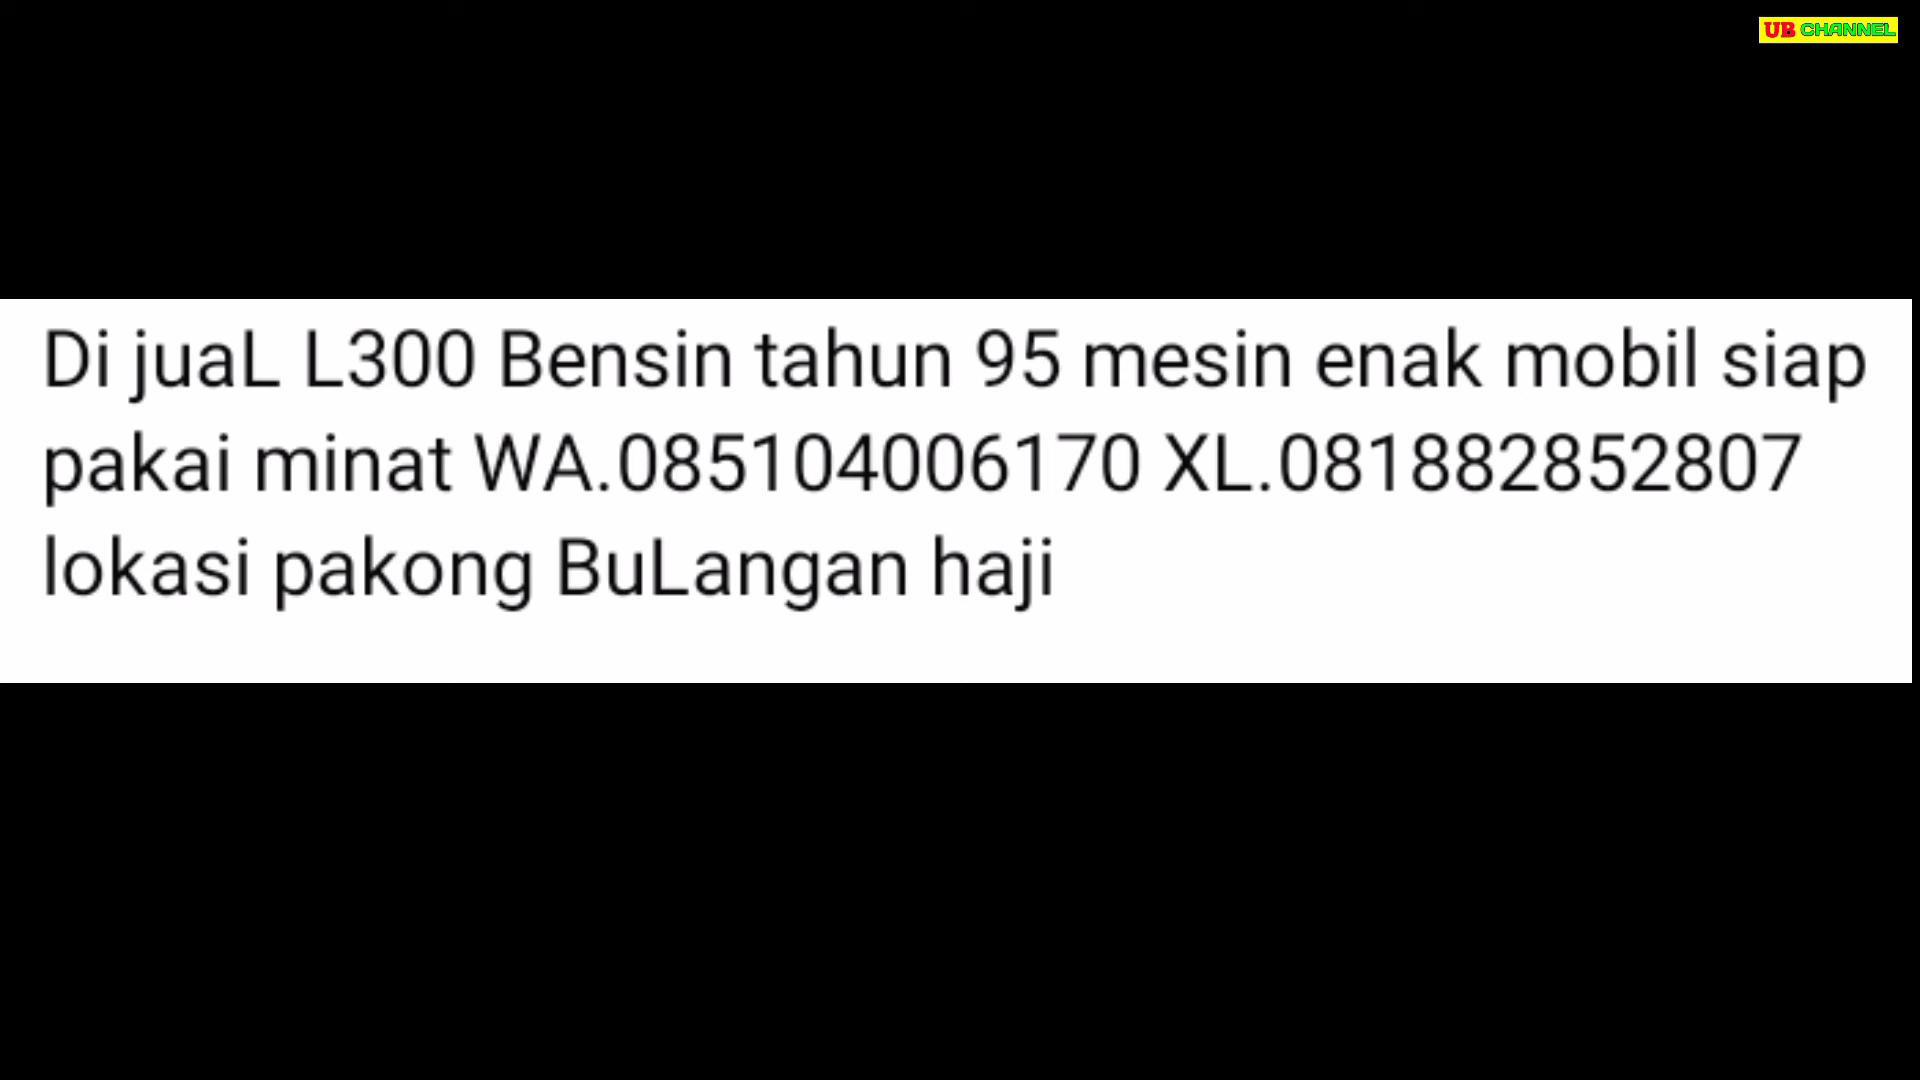 UB CHANNEL
Di juaL L300 Bensin tahun 95 mesin enak mobil siap
pakai minat WA.085104006170 XL.081882852807
lokasi pakong BuLangan haji